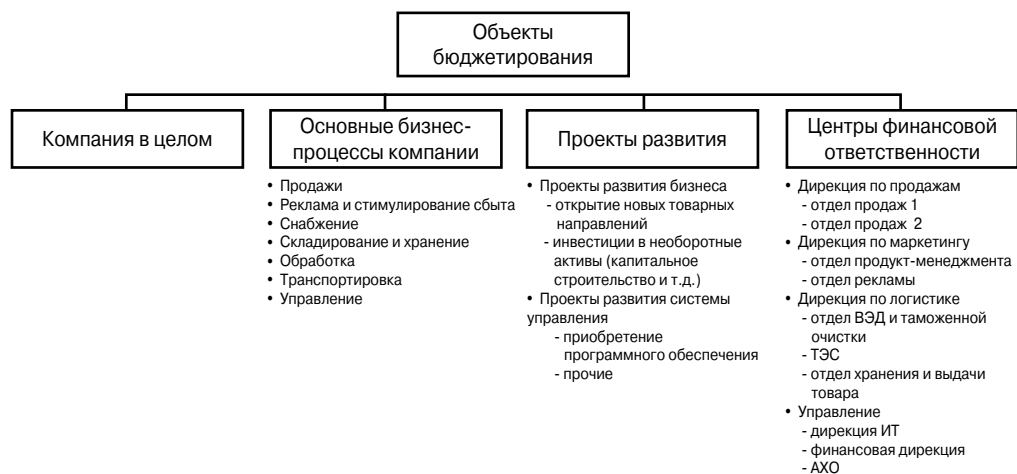 Объекты
бюджетирования
Компания в целом
Основные бизнес-
процессы компании
Проекты развития
Центры финансовой
ответственности
• Продажи
• Реклама и стимулирование сбыта
• Снабжение
• Складирование и хранение
• Обработка
• Транспортировка
• Управление
• Проекты развития бизнеса
- открытие новых товарных
направлений
- инвестиции в необоротные
активы (капитальное
строительство и т.д.)
• Проекты развития системы
управления
- приобретение
программного обеспечения
- прочие
• Дирекция по продажам
- отдел продаж 1
- отдел продаж 2
• Дирекция по маркетингу
- отдел продукт-менеджмента
- отдел рекламы
• Дирекция по логистике
- отдел ВЭД и таможенной
очистки
- ТЭС
- отдел хранения и выдачи
товара
• Управление
- дирекция ИТ
- финансовая дирекция
- АХО